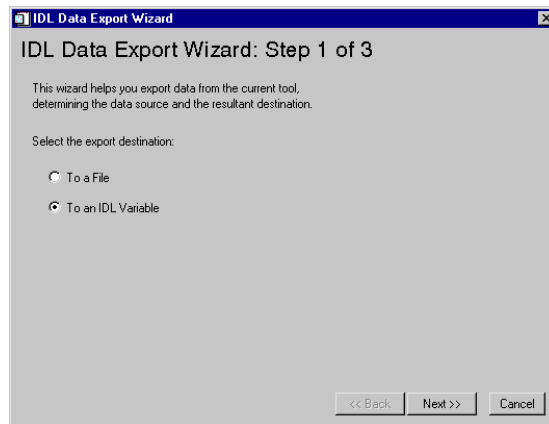 IDL Data Export Wizard
IDL Data Export Wizard: Step 1 of 3
This wizard helps you export data from the current tool,
determining the data source and the resultant destination.
Select the export destination:
To a File
To an IDL Variable
<< Back
Next >>
Cancel